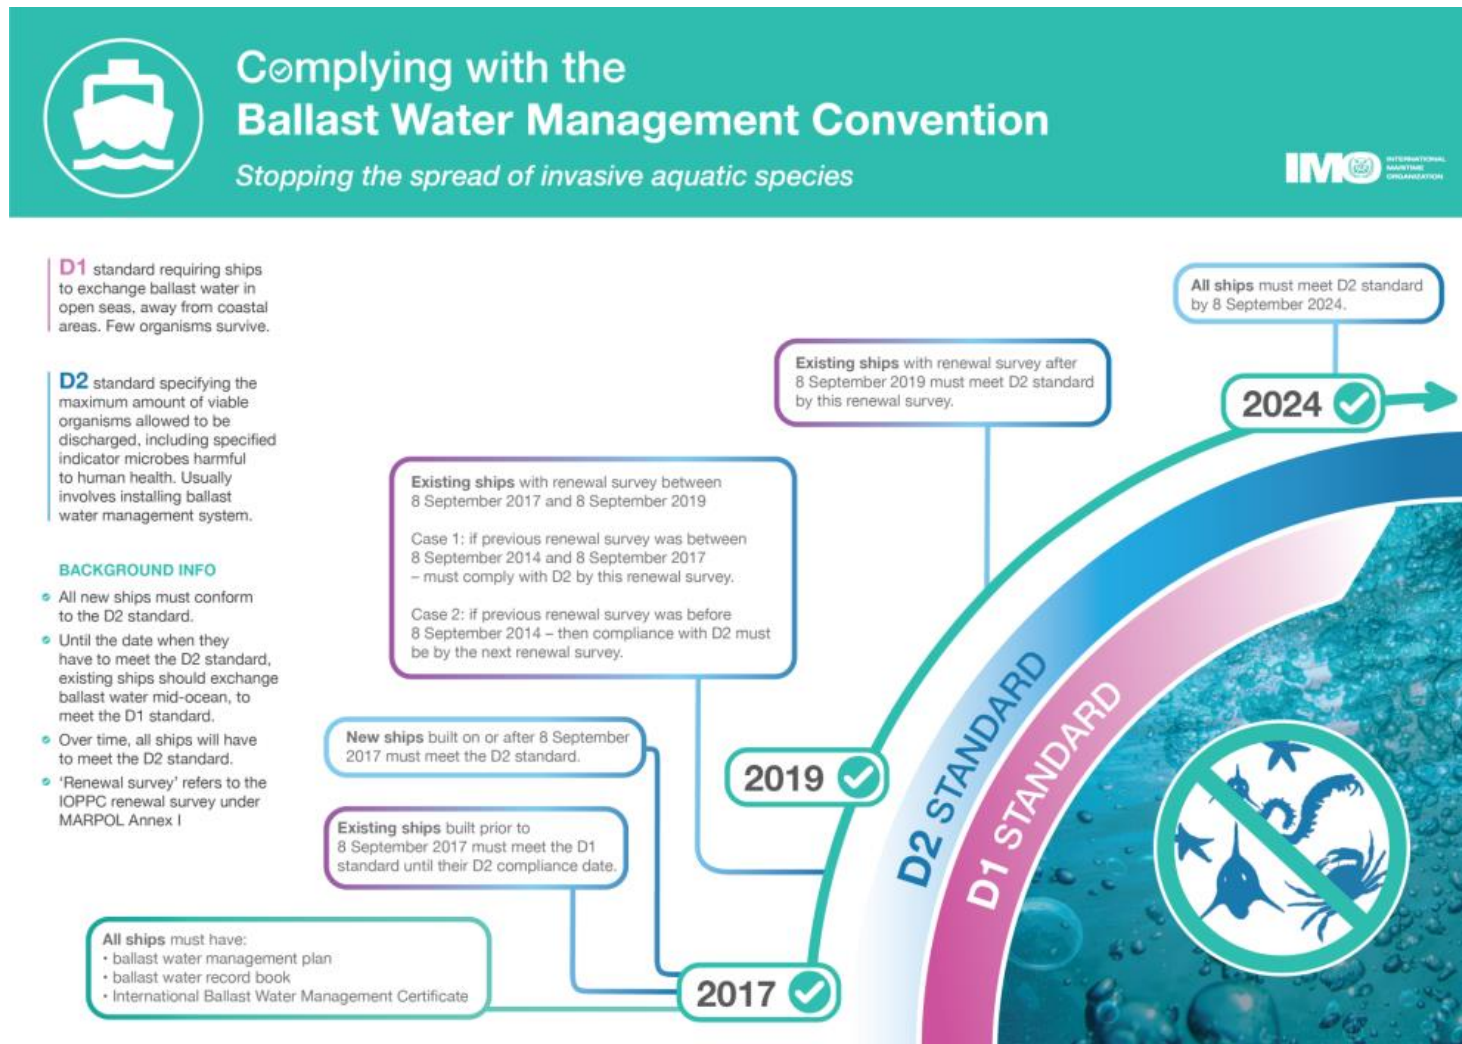 Complying with the
Ballast Water Management Convention
Stopping the spread of invasive aquatic species
IMO
INTERNATIONAL
MARITIME
ORGANIZATION
D1 standard requiring ships
to exchange ballast water in
open seas, away from coastal
areas. Few organisms survive.
D2 standard specifying the
maximum amount of viable
organisms allowed to be
discharged, including specified
indicator microbes harmful
to human health. Usually
involves installing ballast
water management system.
BACKGROUND INFO
All new ships must conform
to the D2 standard.
Until the date when they
have to meet the D2 standard,
existing ships should exchange
ballast water mid-ocean, to
meet the D1 standard.
Over time, all ships will have
to meet the D2 standard.
'Renewal survey' refers to the
IOPPC renewal survey under
MARPOL Annex I
All ships must meet D2 standard
by 8 September 2024.
2024
Existing ships with renewal survey after
8 September 2019 must meet D2 standard
by this renewal survey.
Existing ships with renewal survey between
8 September 2017 and 8 September 2019
Case 1: if previous renewal survey was between
8 September 2014 and 8 September 2017
– must comply with D2 by this renewal survey.
Case 2: if previous renewal survey was before
8 September 2014 – then compliance with D2 must
be by the next renewal survey.
2019
New ships built on or after 8 September
2017 must meet the D2 standard.
Existing ships built prior to
8 September 2017 must meet the D1
standard until their D2 compliance date.
All ships must have:
• ballast water management plan
• ballast water record book
• International Ballast Water Management Certificate
2017
D2 STANDARD
D1 STANDARD